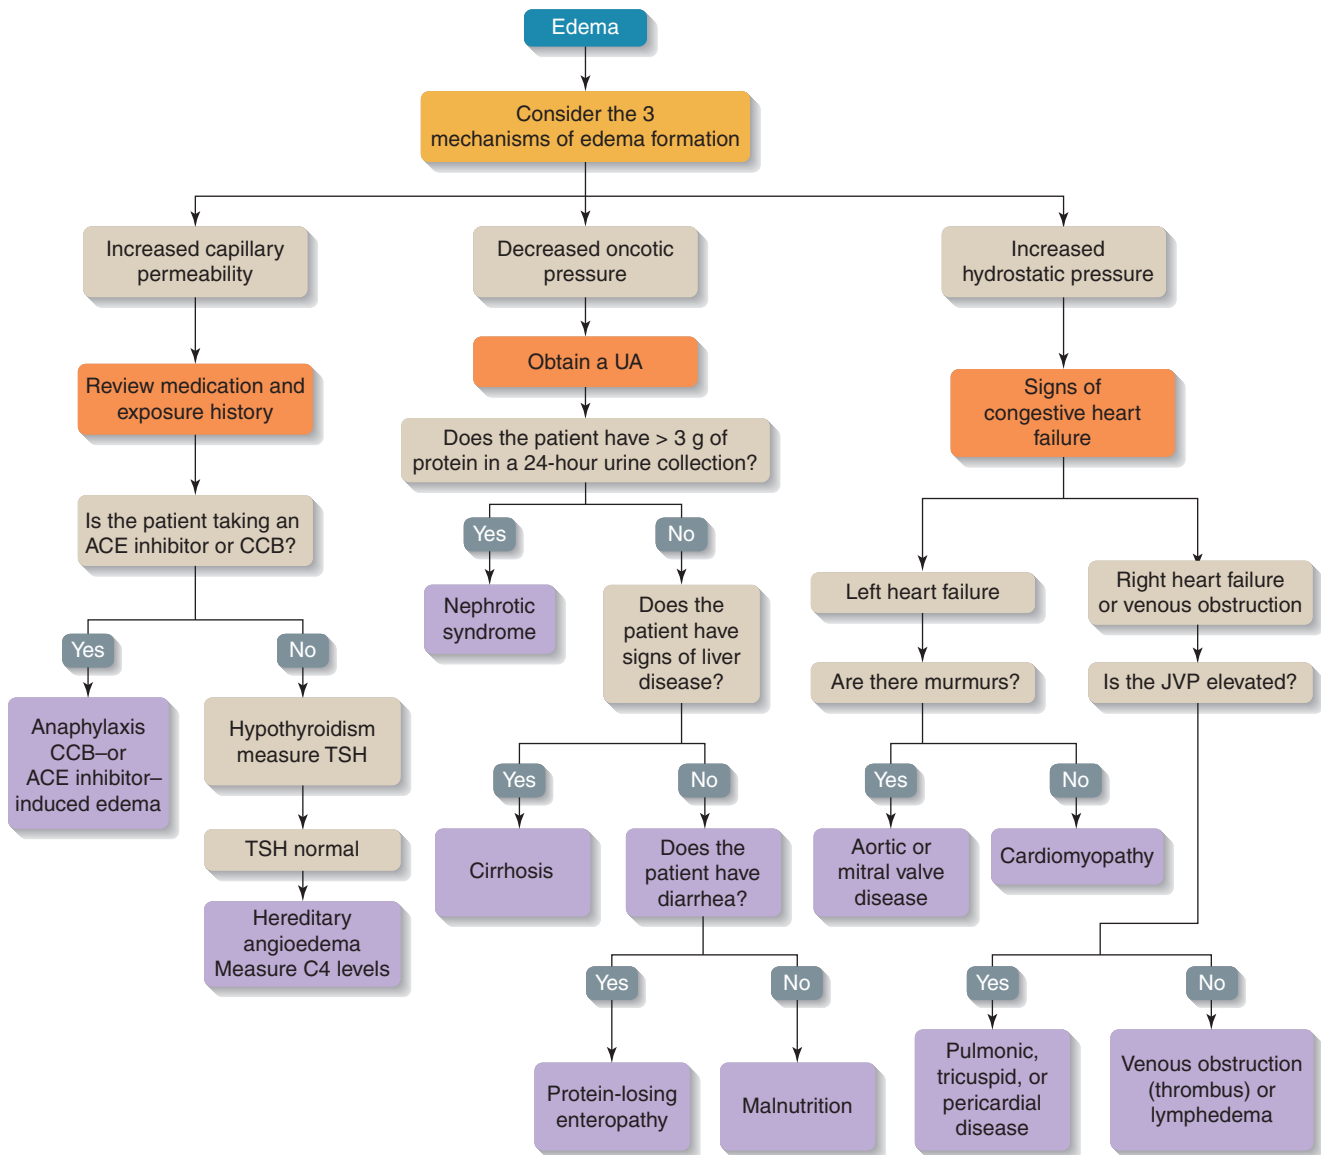 Edema
Consider the 3
mechanisms of edema formation
Increased capillary
permeability
Decreased oncotic
pressure
Increased
hydrostatic pressure
Review medication and
exposure history
Obtain a UA
Signs of
congestive heart
failure
Does the patient have > 3 g of
protein in a 24-hour urine collection?
Is the patient taking an
ACE inhibitor or CCB?
Yes
No
Left heart failure
Right heart failure
or venous obstruction
Nephrotic
syndrome
Does the
patient have
signs of liver
disease?
Yes
No
Are there murmurs?
Is the JVP elevated?
Anaphylaxis
CCB–or
ACE inhibitor–
induced edema
Hypothyroidism
measure TSH
Yes
No
Yes
No
TSH normal
Cirrhosis
Does the
patient have
diarrhea?
Aortic or
mitral valve
disease
Cardiomyopathy
Hereditary
angioedema
Measure C4 levels
Yes
No
Yes
No
Protein-losing
enteropathy
Malnutrition
Pulmonic,
tricuspid, or
pericardial
disease
Venous obstruction
(thrombus) or
lymphedema